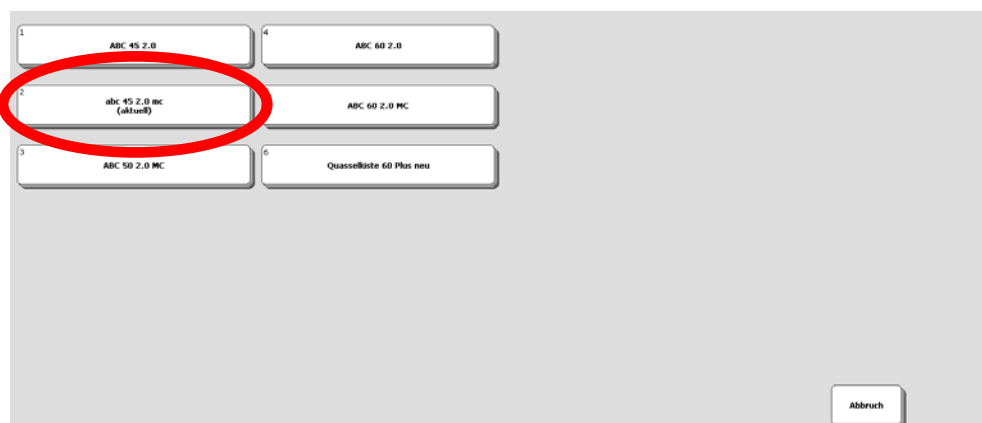 1
ABC 45 2.0
4
ABC 60 2.0
2
abc 45 2.0 mc
(aktuell)
ABC 60 2.0 MC
3
ABC 50 2.0 MC
6
Quasselkiste 60 Plus neu
Abbruch